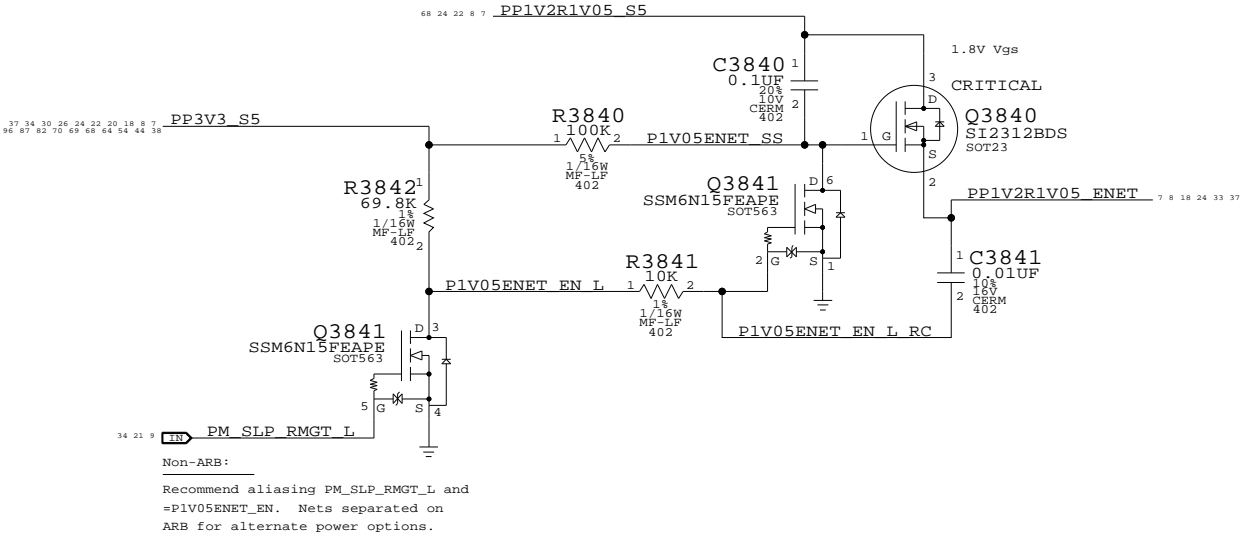 68 24 22 8 7 PP1V2R1V05_S5
1.8V Vgs
C3840 1
0.1UF
20%
10V
CERM
402
2
3
CRITICAL
D
Q3840
SI2312BDS
SOT23
1 G
S
2
37 34 30 26 24 22 20 18 8 7
96 87 82 70 69 68 64 54 44 38
PP3V3_S5
R3840
100K
1 2
5%
1/16W
MF-LF
402
P1V05ENET_SS
R3842 1
69.8K
1%
1/16W
MF-LF
402 2
Q3841
SSM6N15FEAPE
SOT563
D 6
2 G S 1
PP1V2R1V05_ENET 7 8 18 24 33 37
1 C3841
0.01UF
10%
16V
2 CERM
402
R3841
10K
1 2
1%
1/16W
MF-LF
402
P1V05ENET_EN_L
P1V05ENET_EN_L_RC
Q3841
SSM6N15FEAPE
SOT563
D 3
5 G S 4
34 21 9 IN PM_SLP_RMGT_L
Non-ARB:
Recommend aliasing PM_SLP_RMGT_L and
=P1V05ENET_EN. Nets separated on
ARB for alternate power options.